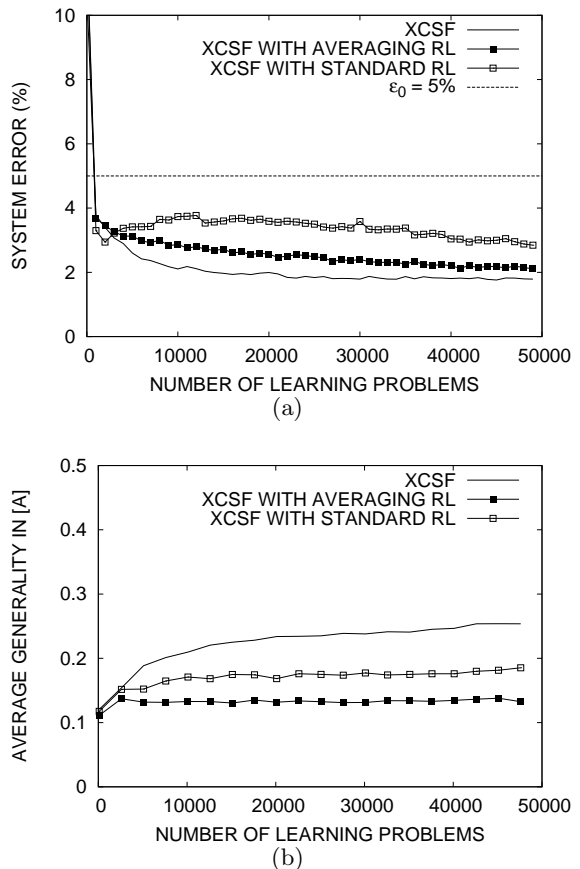 10
8
6
4
2
0
SYSTEM ERROR (%)
XCSF
XCSF WITH AVERAGING RL
XCSF WITH STANDARD RL
ε0 = 5%
0 10000 20000 30000 40000 50000
NUMBER OF LEARNING PROBLEMS
(a)
0.5
0.4
0.3
0.2
0.1
0
AVERAGE GENERALITY IN [A]
XCSF
XCSF WITH AVERAGING RL
XCSF WITH STANDARD RL
0 10000 20000 30000 40000 50000
NUMBER OF LEARNING PROBLEMS
(b)